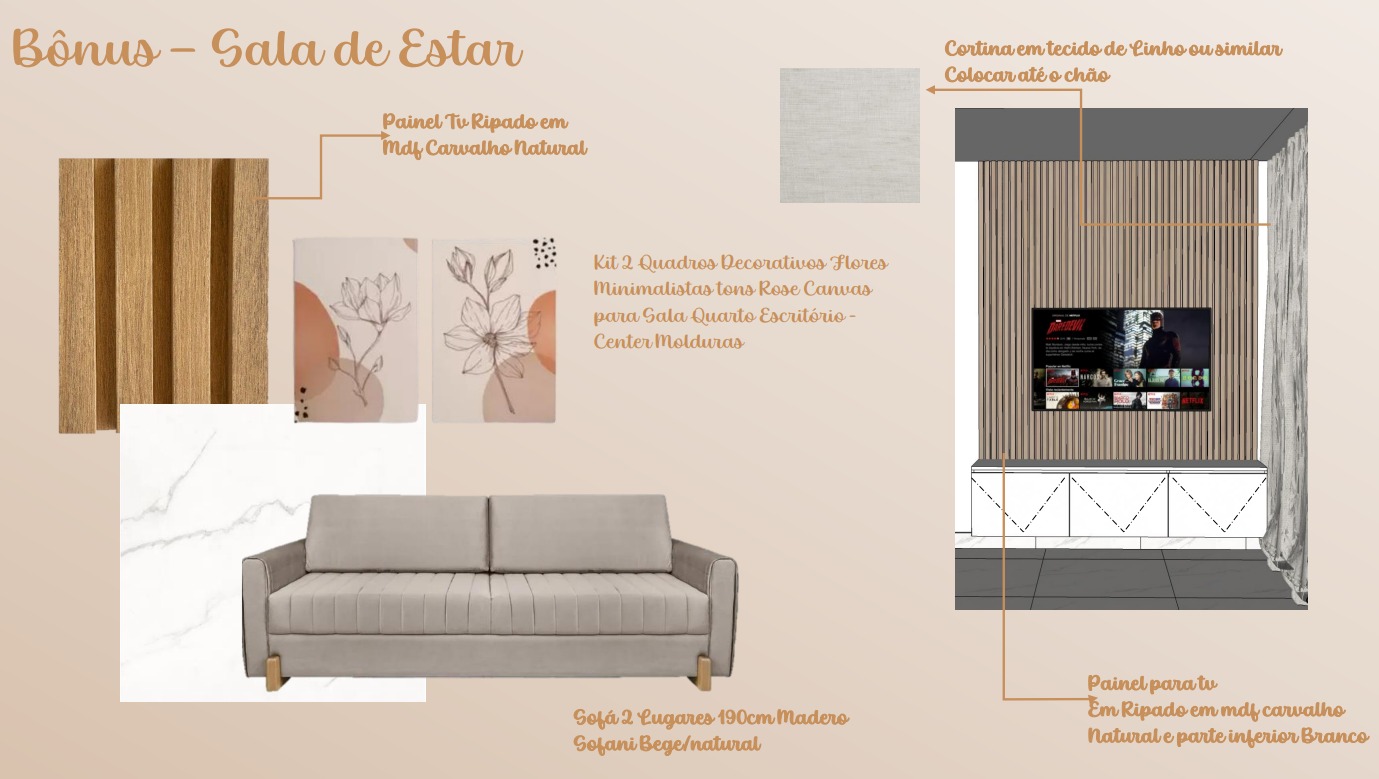 Bônus - Sala de Estar
Cortina em tecido de Linho ou similar
Colocar até o chão
Painel Tv Ripado em
Mdf Carvalho Natural
Kit 2 Quadros Decorativos Flores
Minimalistas tons Rose Canvas
para Sala Quarto Escritório -
Center Molduras
DAREDEVIL
NETFLIX
Painel para tv
Em Ripado em mdf carvalho
Natural e parte inferior Branco
Sofá 2 Lugares 190cm Madero
Sofani Bege/natural